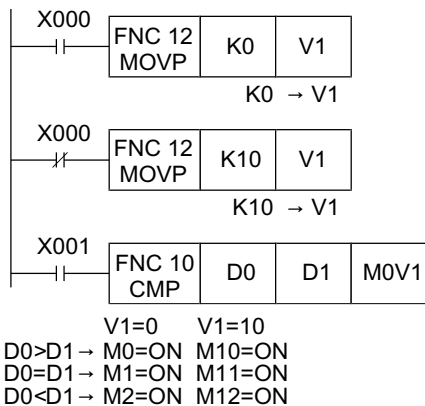 X000
FNC 12 MOVP K0 V1
K0 → V1
X000
FNC 12 MOVP K10 V1
K10 → V1
X001
FNC 10 CMP D0 D1 M0V1
V1=0 V1=10
D0>D1→ M0=ON M10=ON
D0=D1→ M1=ON M11=ON
D0<D1→ M2=ON M12=ON